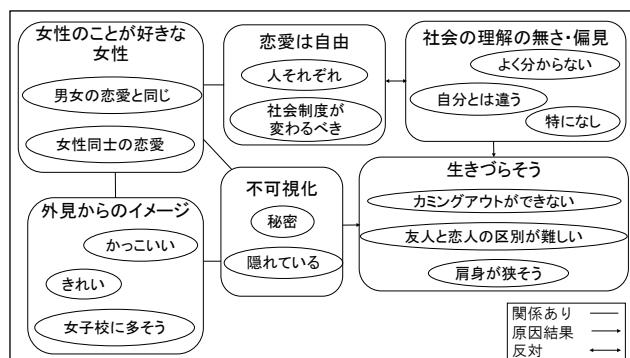 女性のことが好きな
女性
男女の恋愛と同じ
女性同士の恋愛
恋愛は自由
人それぞれ
社会制度が
変わるべき
社会の理解の無さ・偏見
よく分からない
自分とは違う
特になし
外見からのイメージ
かっこいい
きれい
女子校に多そう
不可視化
秘密
隠れている
生きづらそう
カミングアウトができない
友人と恋人の区別が難しい
肩身が狭そう
関係あり
原因結果
反対